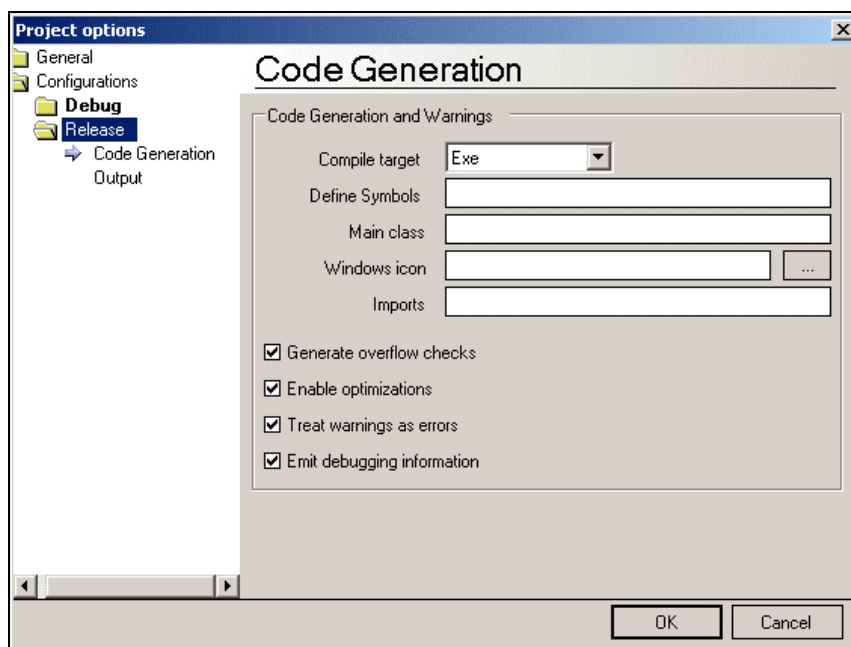 Project options
General
Configurations
Debug
Release
Code Generation
Output
Code Generation
Code Generation and Warnings
Compile target Exe
Define Symbols
Main class
Windows icon ...
Imports
Generate overflow checks
Enable optimizations
Treat warnings as errors
Emit debugging information
OK Cancel